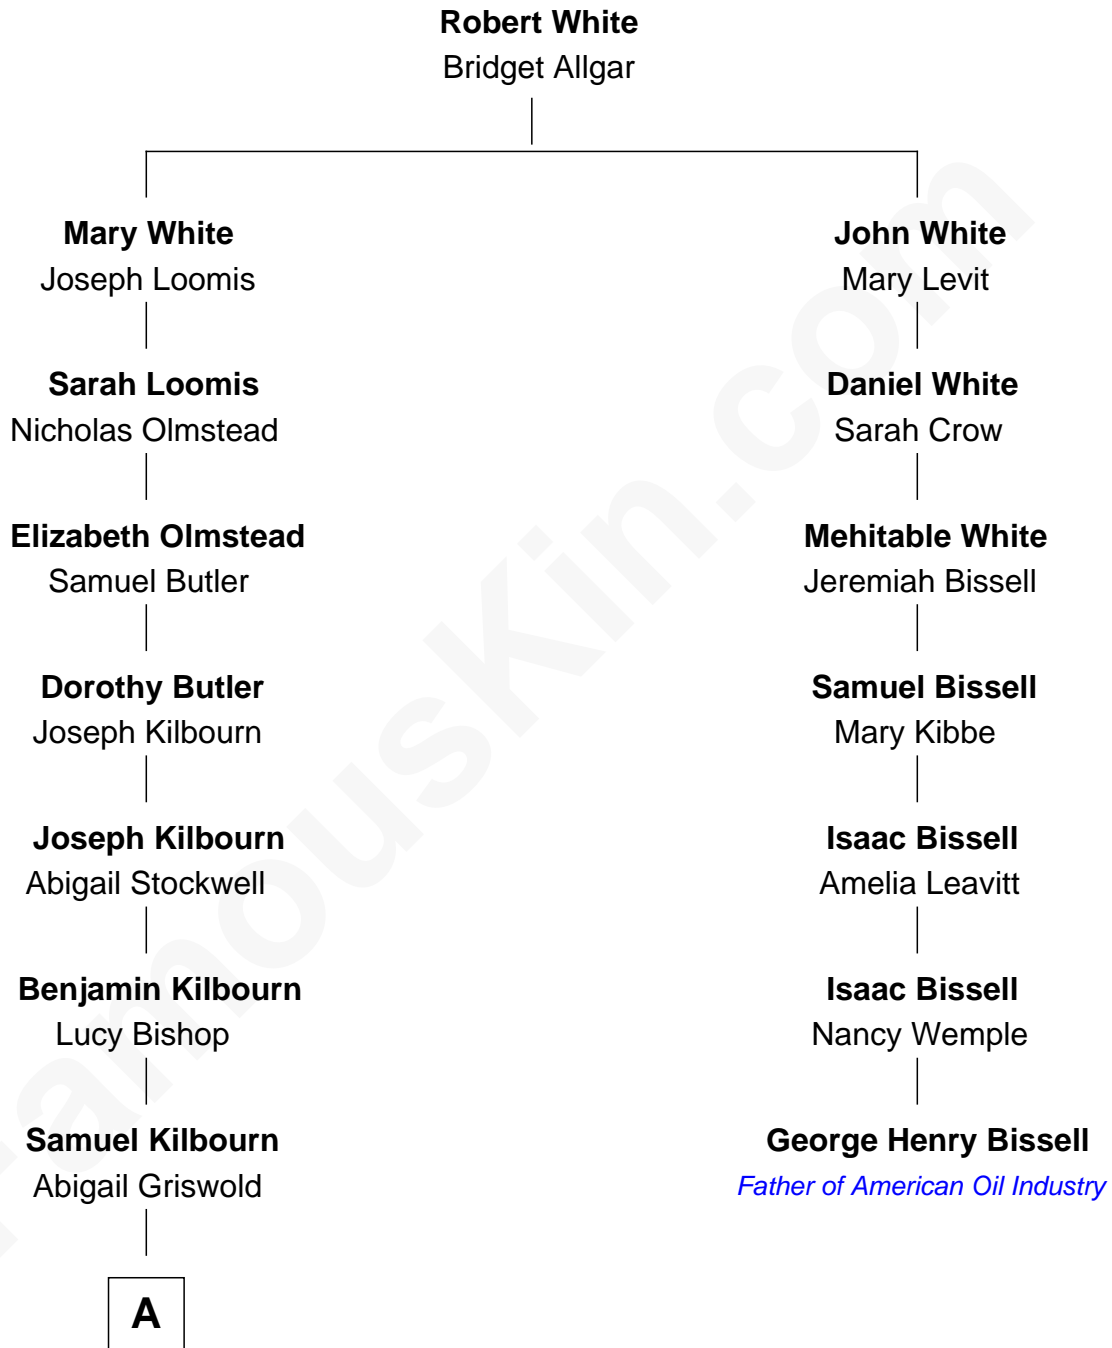 Robert White
Bridget Allgar
Mary White
Joseph Loomis
Sarah Loomis
Nicholas Olmstead
Elizabeth Olmstead
Samuel Butler
Dorothy Butler
Joseph Kilbourn
Joseph Kilbourn
Abigail Stockwell
Benjamin Kilbourn
Lucy Bishop
Samuel Kilbourn
Abigail Griswold
A
John White
Mary Levit
Daniel White
Sarah Crow
Mehitable White
Jeremiah Bissell
Samuel Bissell
Mary Kibbe
Isaac Bissell
Amelia Leavitt
Isaac Bissell
Nancy Wemple
George Henry Bissell
Father of American Oil Industry
FamousKin.com